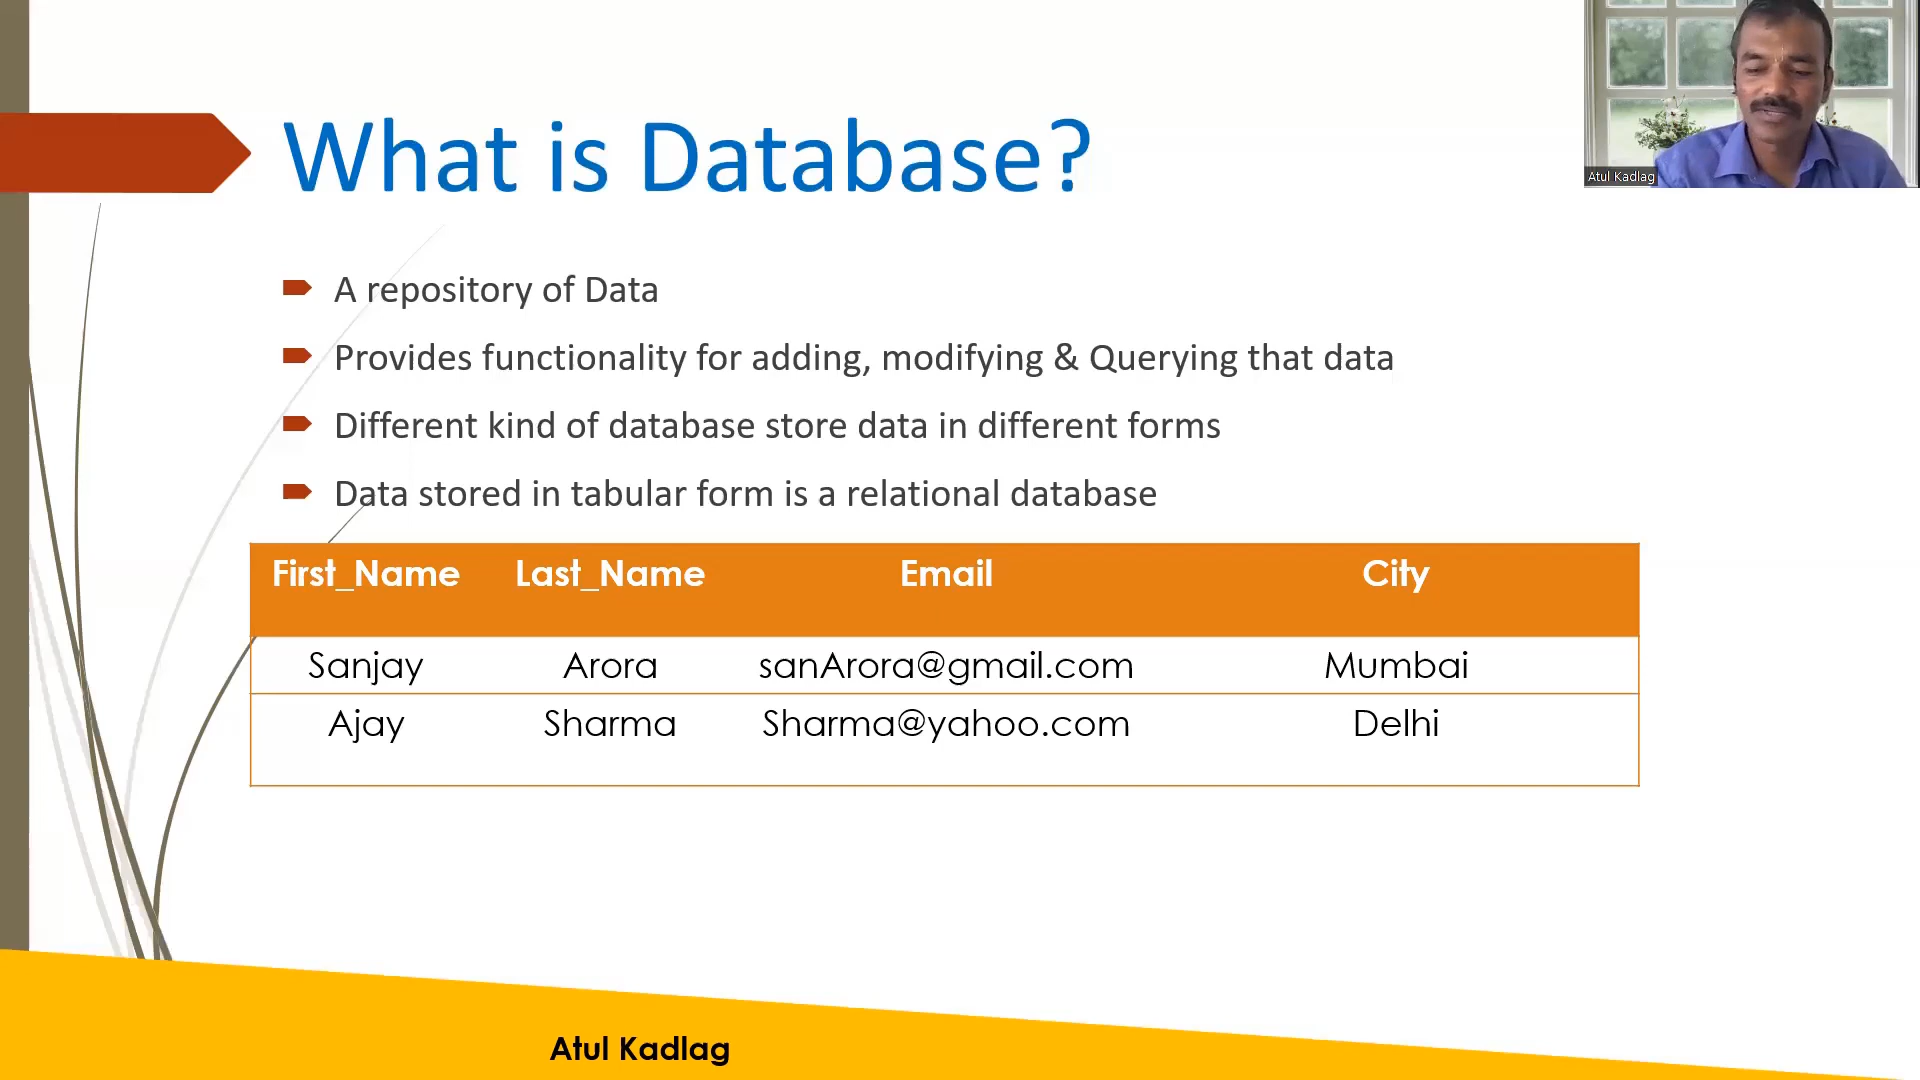 What is Database?
Atul Kadlag
A repository of Data
Provides functionality for adding, modifying & Querying that data
Different kind of database store data in different forms
Data stored in tabular form is a relational database
First_Name Last_Name Email City
Sanjay Arora sanArora@gmail.com Mumbai
Ajay Sharma Sharma@yahoo.com Delhi
Atul Kadlag